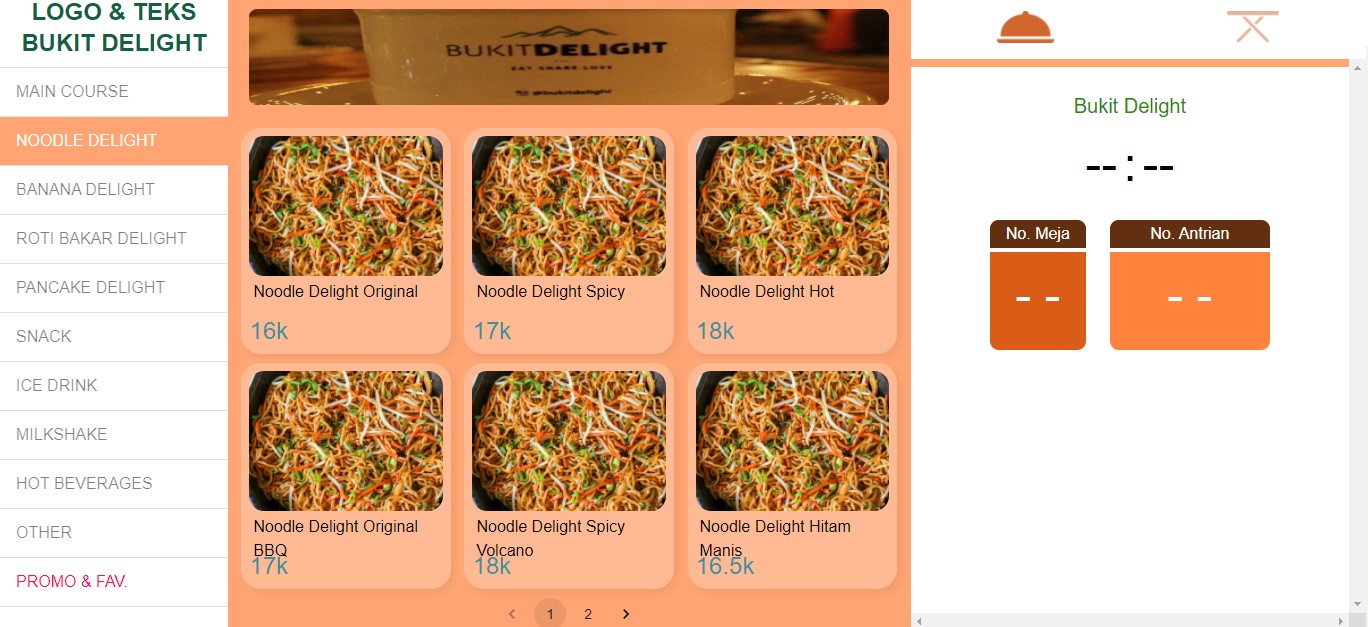 LOGO & TEKS
BUKIT DELIGHT
MAIN COURSE
NOODLE DELIGHT
BANANA DELIGHT
ROTI BAKAR DELIGHT
PANCAKE DELIGHT
SNACK
ICE DRINK
MILKSHAKE
HOT BEVERAGES
OTHER
PROMO & FAV.
BUKITDELIGHT
EAT.SHARE.LOVE
@bukitdelight
Noodle Delight Original
16k
Noodle Delight Spicy
17k
Noodle Delight Hot
18k
Noodle Delight Original
BBQ
17k
Noodle Delight Spicy
Volcano
18k
Noodle Delight Hitam
Manis
16.5k
1 2
Bukit Delight
--:--
No. Meja
- -
No. Antrian
- -